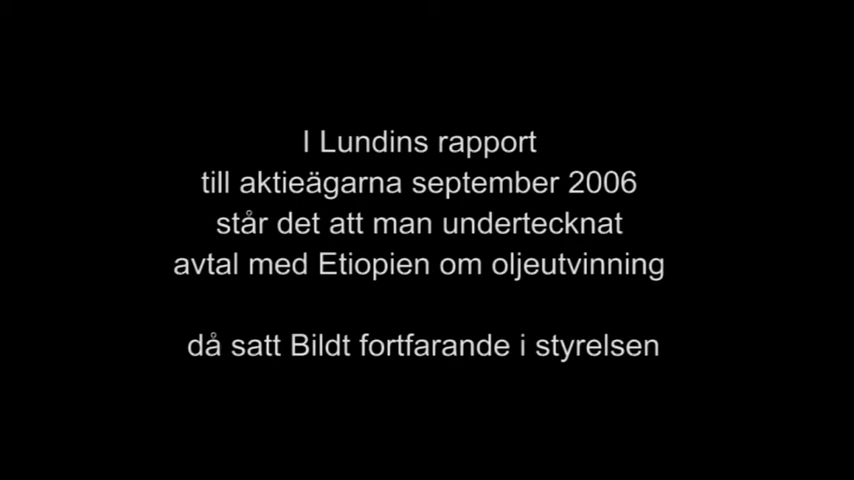 I Lundins rapport
till aktieägarna september 2006
står det att man undertecknat
avtal med Etiopien om oljeutvinning
då satt Bildt fortfarande i styrelsen